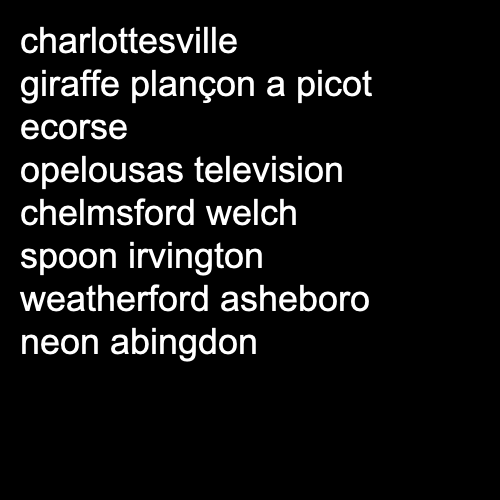 charlottesville
giraffe plançon a picot
ecorse
opelousas television
chelmsford welch
spoon irvington
weatherford asheboro
neon abingdon